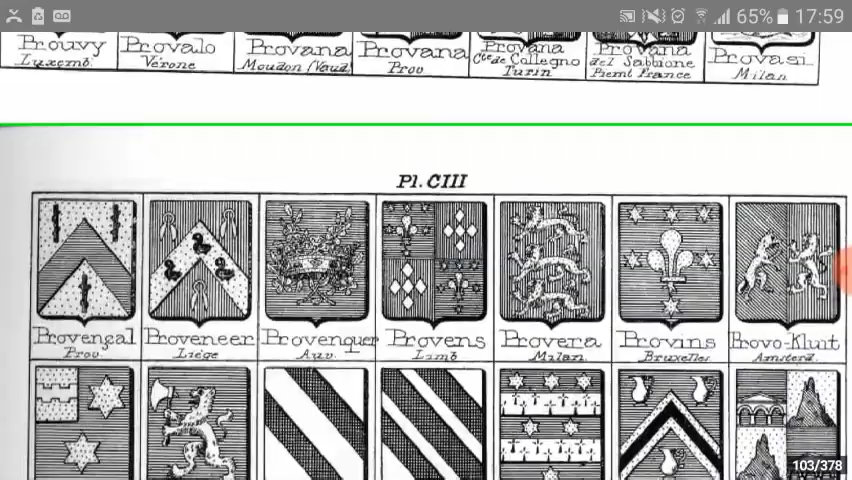 65% 17:59
Prouvy Provalo Provana Provana Provana Provana Provasi
Luxemb. Vérone Moudon (Vaud) Prov Cte de Collegno del Sabbione Milan
Turin Piemt France
Pl. CIII
Provençal Proveneer Provenquer Provens Provera Provins Provo-Kluit
Prov. Liége Auv. Limb Milan. Bruxelles Amsterd.
103/378